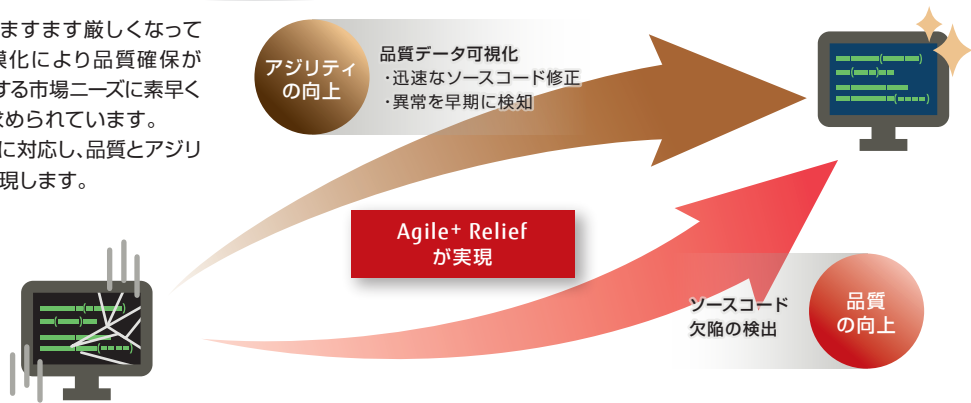 ますます厳しくなって
模化により品質確保が
する市場ニーズに素早く
められています。
に対応し、品質とアジリ
現します。
アジリティ
の向上
品質データ可視化
・迅速なソースコード修正
・異常を早期に検知
Agile+ Relief
が実現
ソースコード
欠陥の検出
品質
の向上